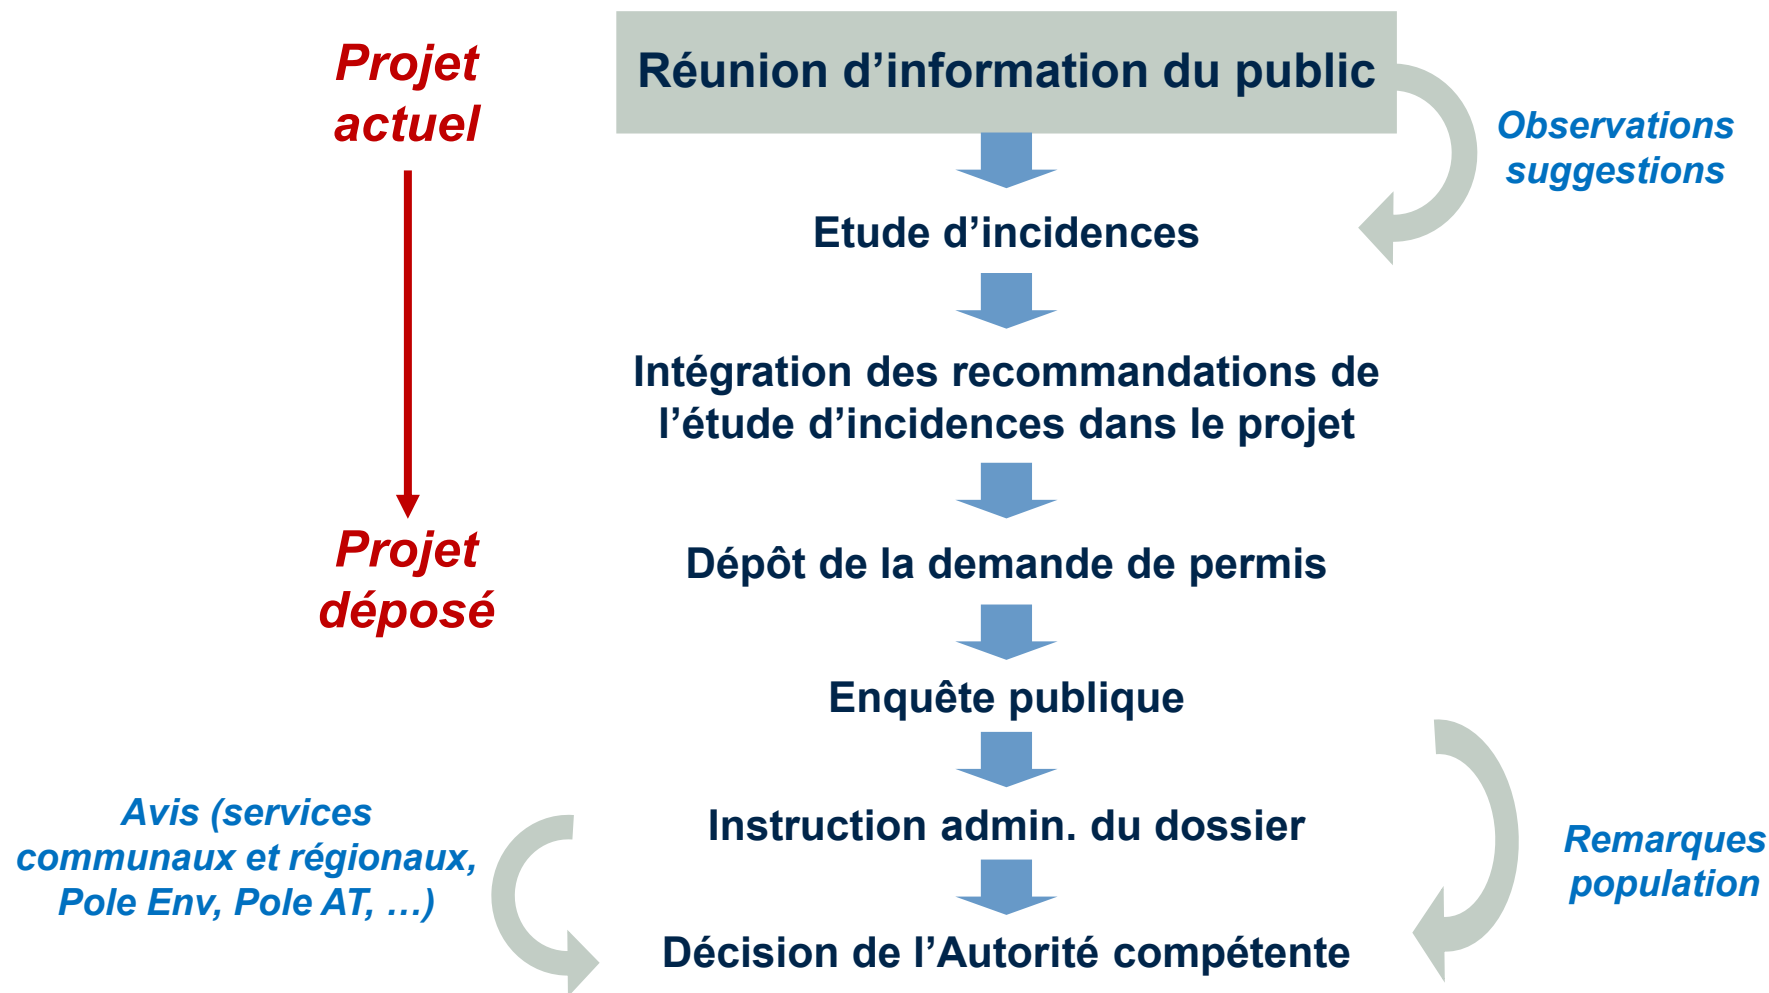 Projet
actuel
Réunion d’information du public
Observations
suggestions
Etude d’incidences
Intégration des recommandations de
l’étude d’incidences dans le projet
Projet
déposé
Dépôt de la demande de permis
Enquête publique
Avis (services
communaux et régionaux,
Pole Env, Pole AT, …)
Instruction admin. du dossier
Remarques
population
Décision de l’Autorité compétente